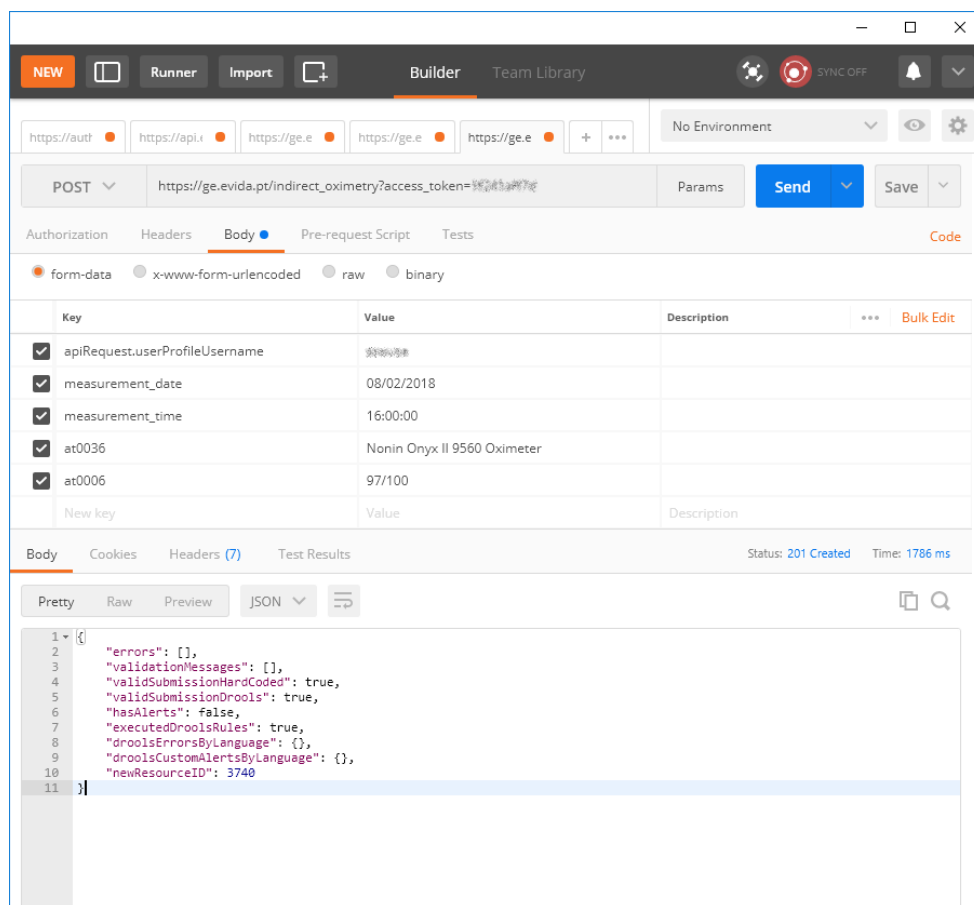 NEW Runner Import Builder Team Library SYNC OFF
https://auth https://api.e https://ge.e https://ge.e https://ge.e + ••• No Environment
POST https://ge.evida.pt/indirect_oximetry?access_token= Params Send Save
Authorization Headers Body Pre-request Script Tests Code
form-data x-www-form-urlencoded raw binary
Key Value Description ••• Bulk Edit
apiRequest.userProfileUsername
measurement_date 08/02/2018
measurement_time 16:00:00
at0036 Nonin Onyx II 9560 Oximeter
at0006 97/100
New key Value Description
Body Cookies Headers (7) Test Results Status: 201 Created Time: 1786 ms
Pretty Raw Preview JSON
1 {
2 "errors": [],
3 "validationMessages": [],
4 "validSubmissionHardCoded": true,
5 "validSubmissionDrools": true,
6 "hasAlerts": false,
7 "executedDroolsRules": true,
8 "droolsErrorsByLanguage": {},
9 "droolsCustomAlertsByLanguage": {},
10 "newResourceID": 3740
11 }